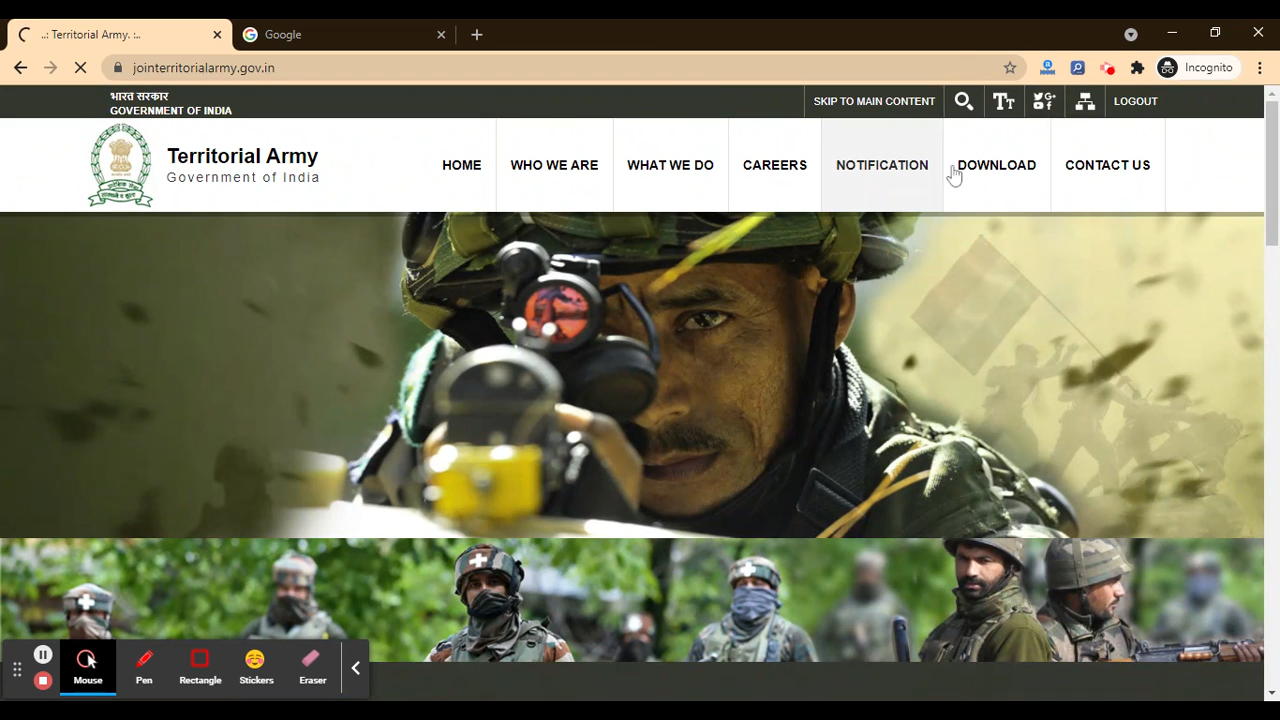 ..: Territorial Army. :..
Google
jointerritorialarmy.gov.in
Incognito
भारत सरकार
GOVERNMENT OF INDIA
SKIP TO MAIN CONTENT
LOGOUT
Territorial Army
Government of India
HOME
WHO WE ARE
WHAT WE DO
CAREERS
NOTIFICATION
DOWNLOAD
CONTACT US
Mouse
Pen
Rectangle
Stickers
Eraser